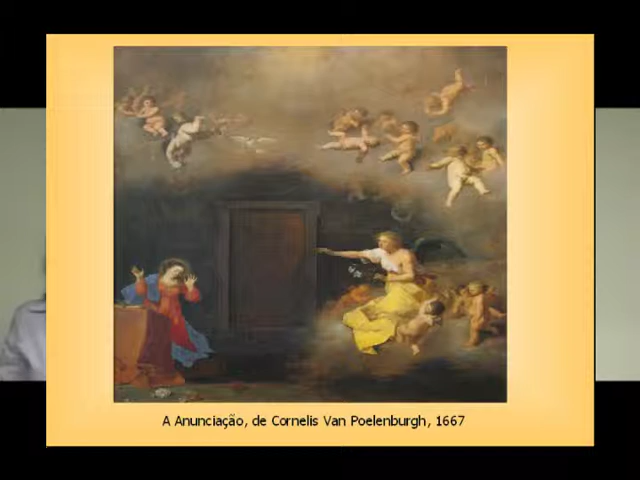 A Anunciação, de Cornelis Van Poelenburgh, 1667